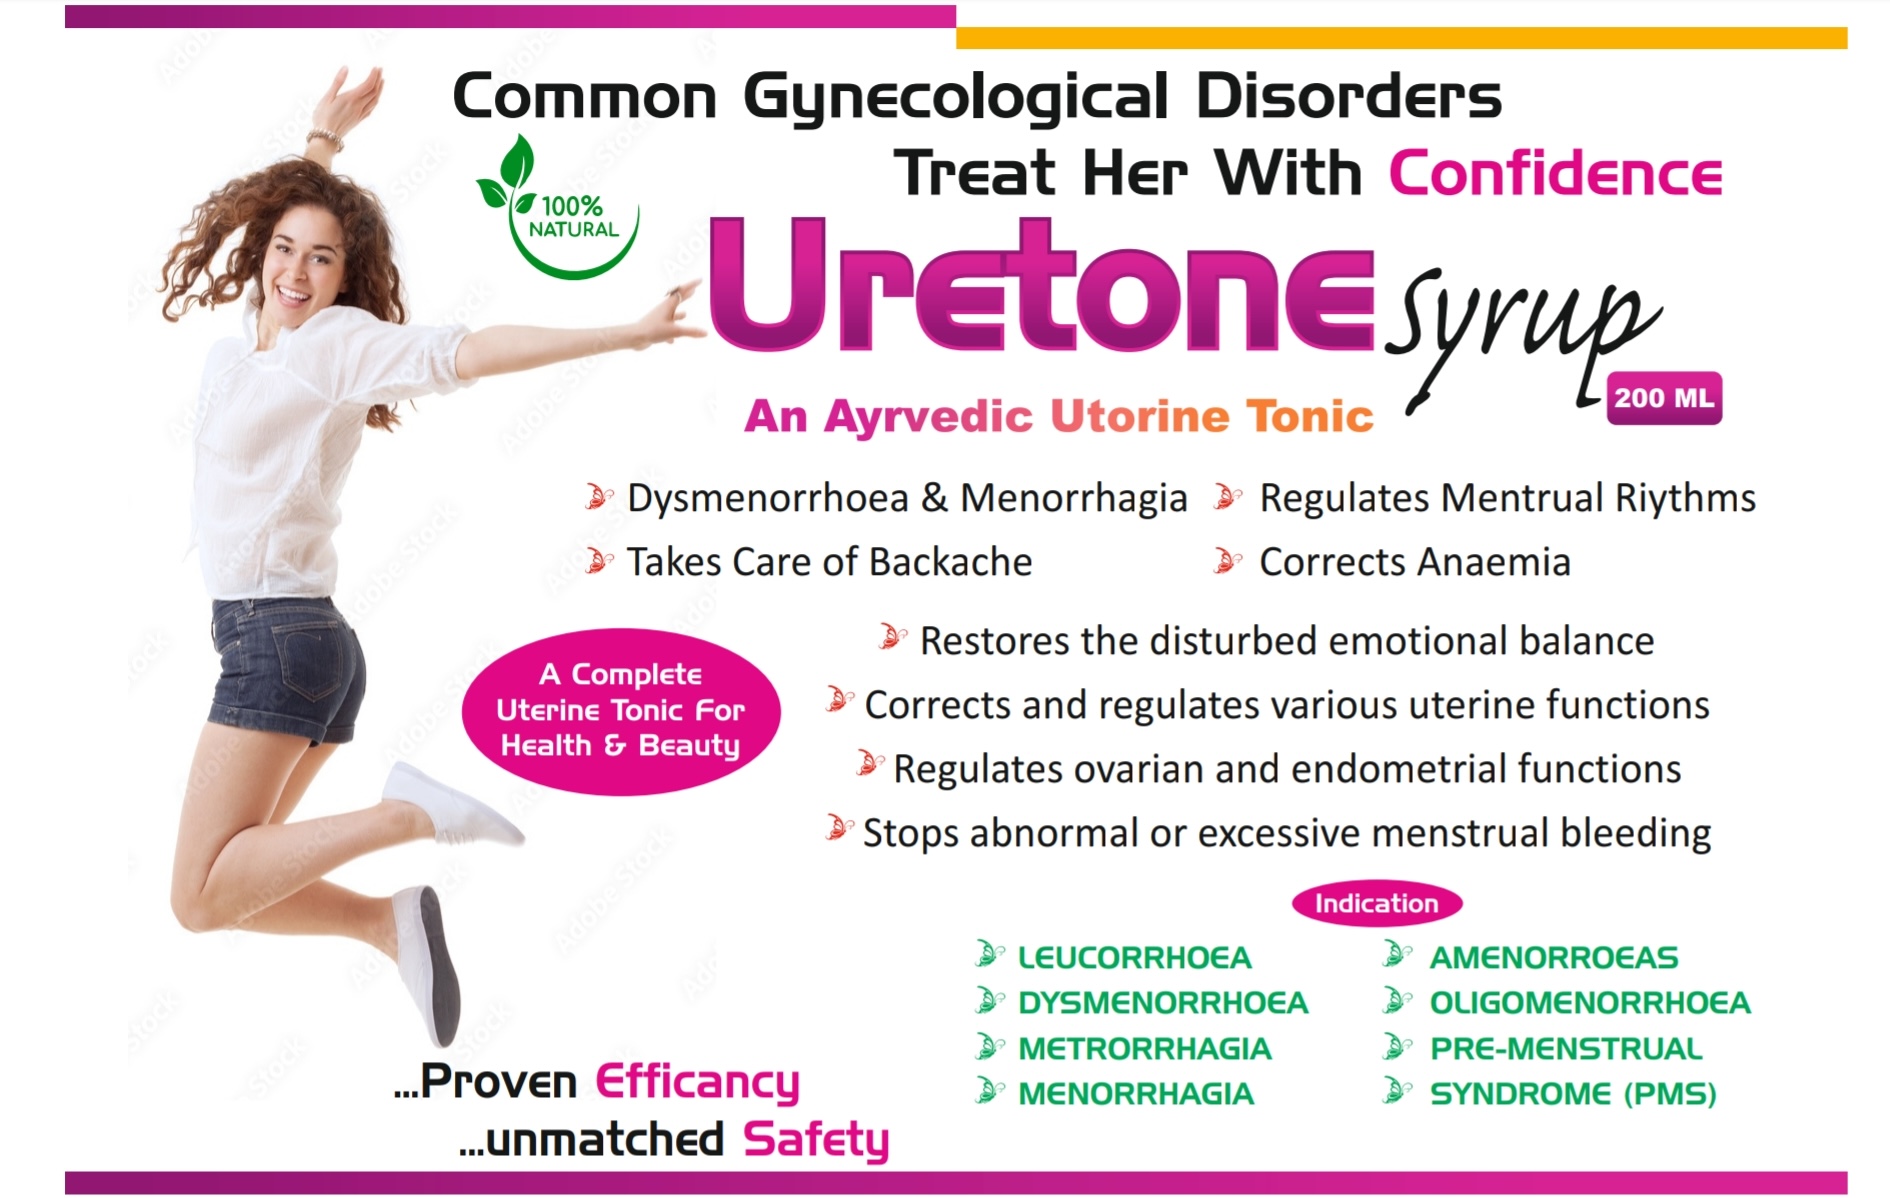 Common Gynecological Disorders
Treat Her With Confidence
100%
NATURAL
Uretone syrup
200 ML
An Ayrvedic Utorine Tonic
Dysmenorrhoea & Menorrhagia
Regulates Mentrual Riythms
Takes Care of Backache
Corrects Anaemia
Restores the disturbed emotional balance
Corrects and regulates various uterine functions
Regulates ovarian and endometrial functions
Stops abnormal or excessive menstrual bleeding
A Complete
Uterine Tonic For
Health & Beauty
Indication
LEUCORRHOEA
DYSMENORRHOEA
METRORRHAGIA
MENORRHAGIA
AMENORROEAS
OLIGOMENORRHOEA
PRE-MENSTRUAL
SYNDROME (PMS)
...Proven Efficancy
...unmatched Safety
Adobe Stock